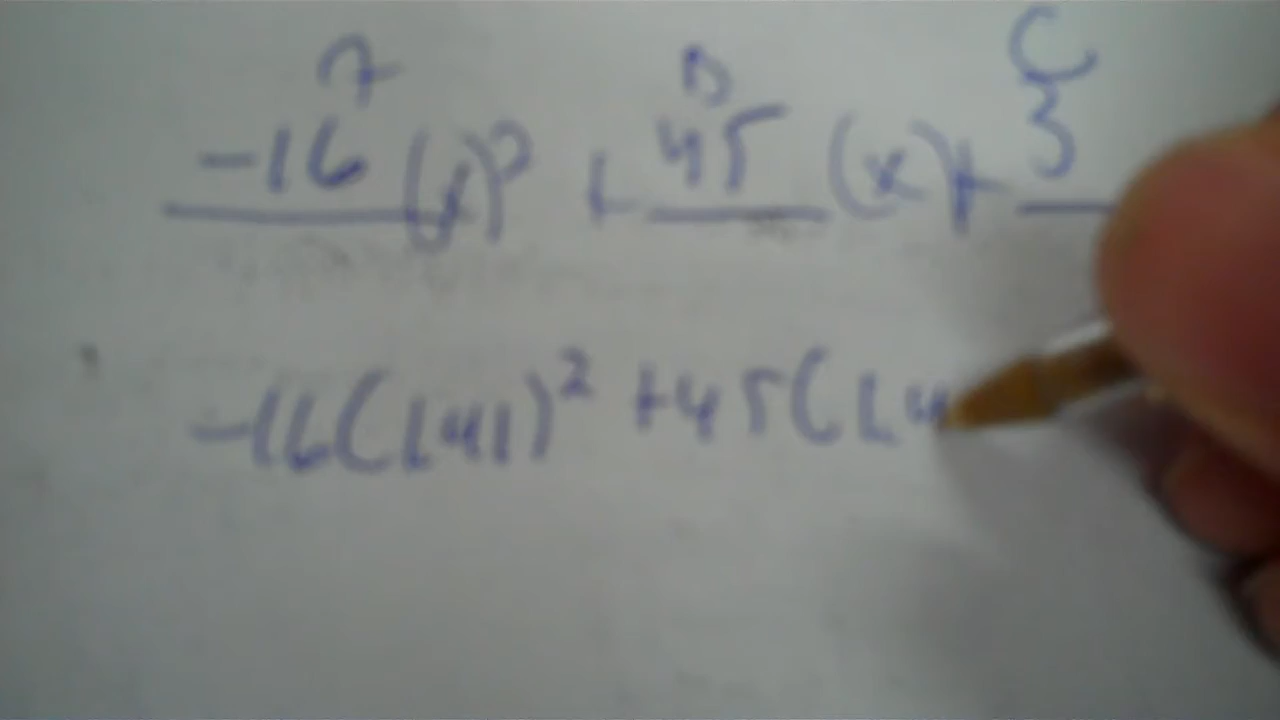 A B C
-16 (x)² + 45 (x) + 3
-16(1.41)² +45(1.4